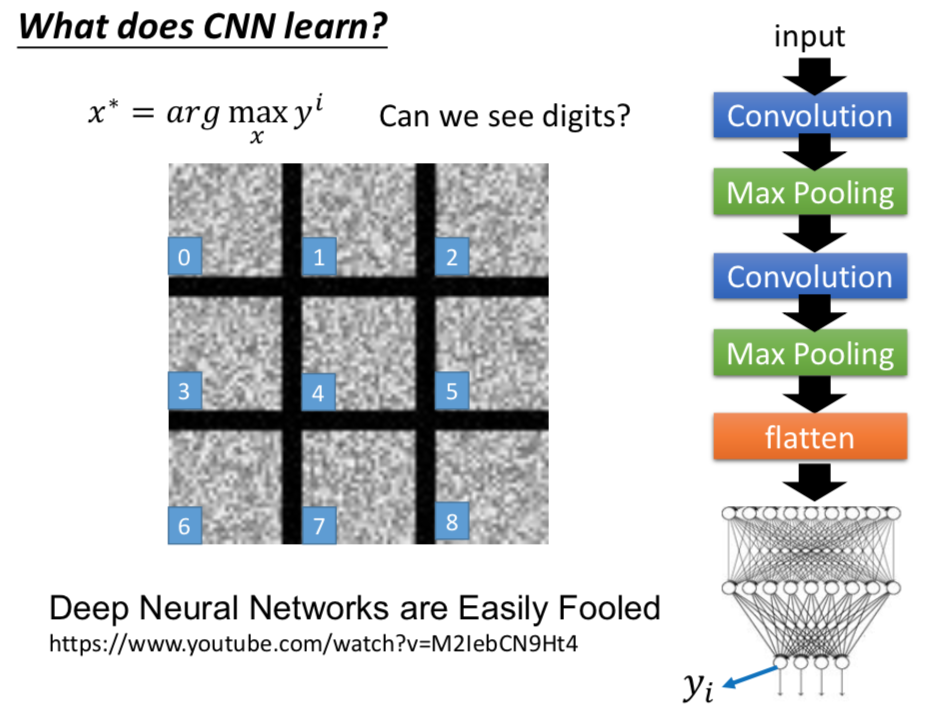 What does CNN learn?
x* = arg max y^i
x
Can we see digits?
0
1
2
3
4
5
6
7
8
Deep Neural Networks are Easily Fooled
https://www.youtube.com/watch?v=M2IebCN9Ht4
input
Convolution
Max Pooling
Convolution
Max Pooling
flatten
y_i